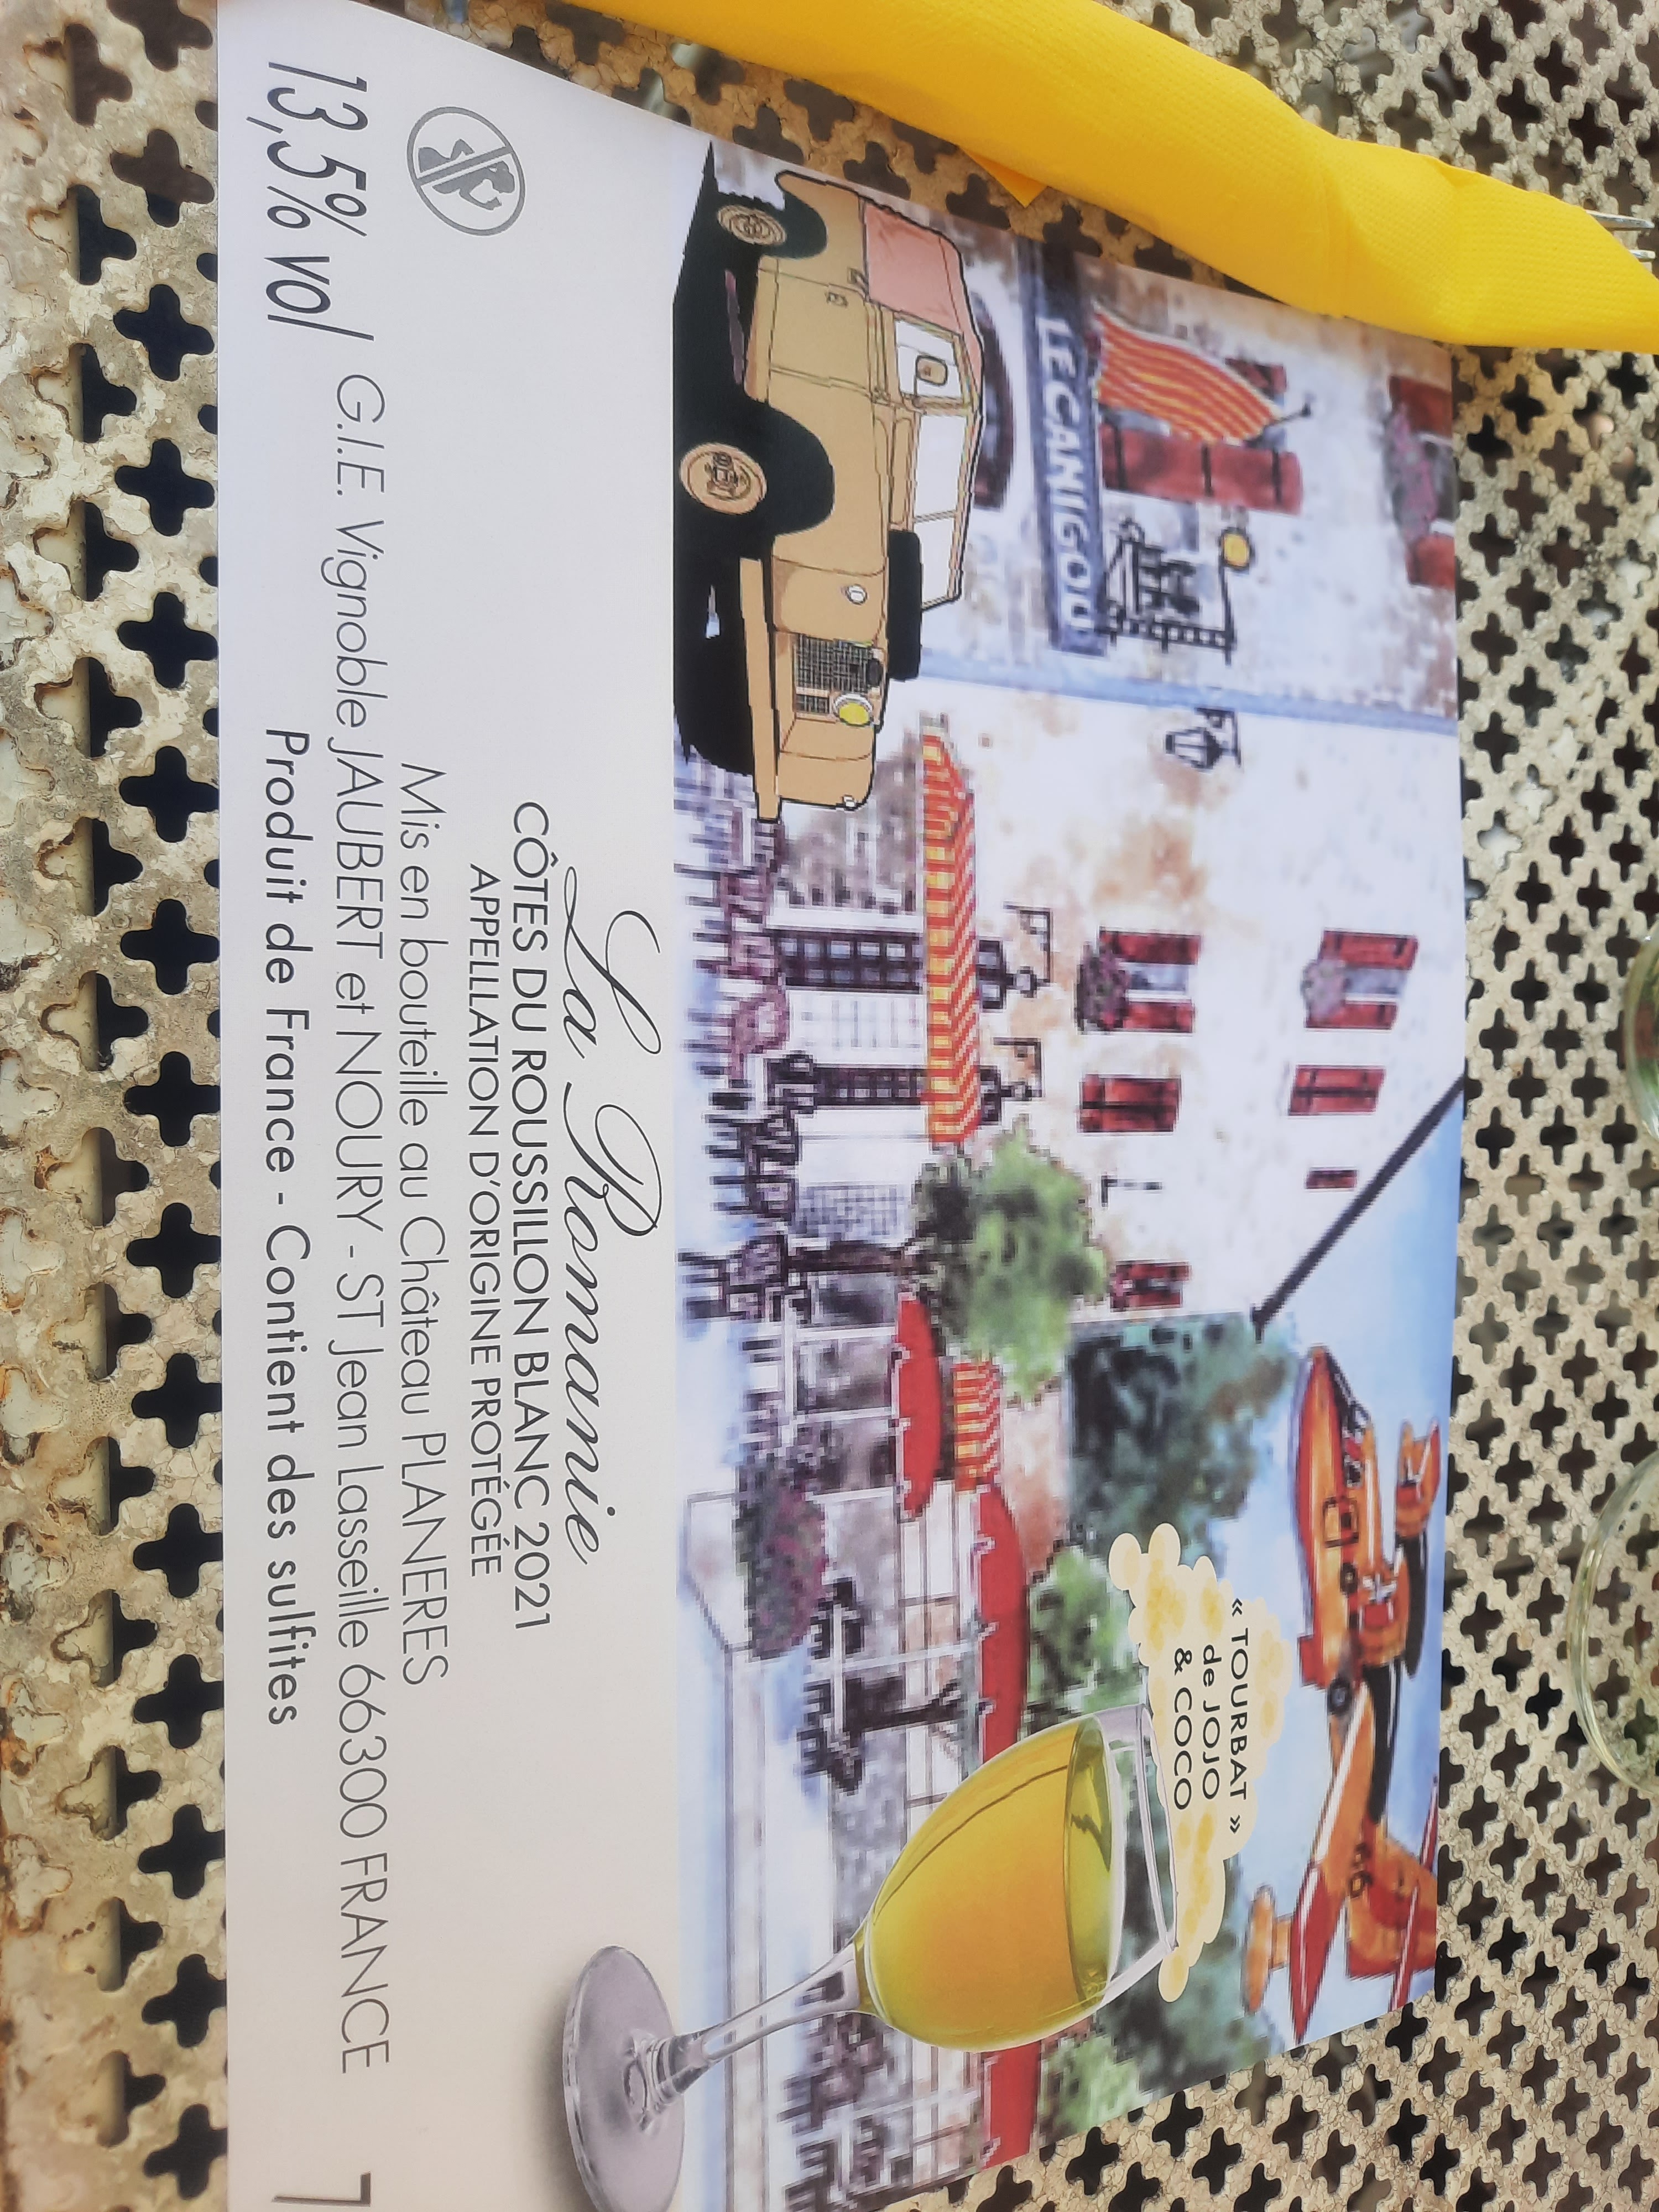 LE CANIGOU
« TOURBAT »
de JOJO
& COCO
La Romanie
CÔTES DU ROUSSILLON BLANC 2021
APPELLATION D'ORIGINE PROTÉGÉE
Mis en bouteille au Château PLANERES
13,5% vol G.I.E. Vignoble JAUBERT et NOURY - ST Jean Lasseille 66300 FRANCE
Produit de France - Contient des sulfites